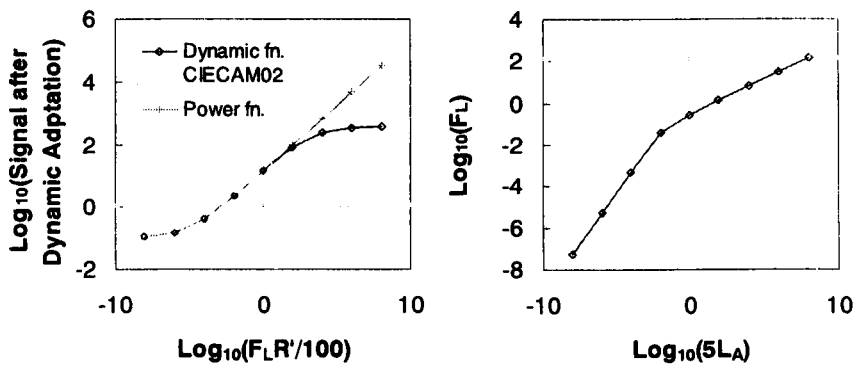 Log10(Signal after
Dynamic Adptation)
6
4
2
0
-2
Dynamic fn.
CIECAM02
Power fn.
-10
0
10
Log10(FLR'/100)
Log10(FL)
4
2
0
-2
-4
-6
-8
-10
0
10
Log10(5LA)